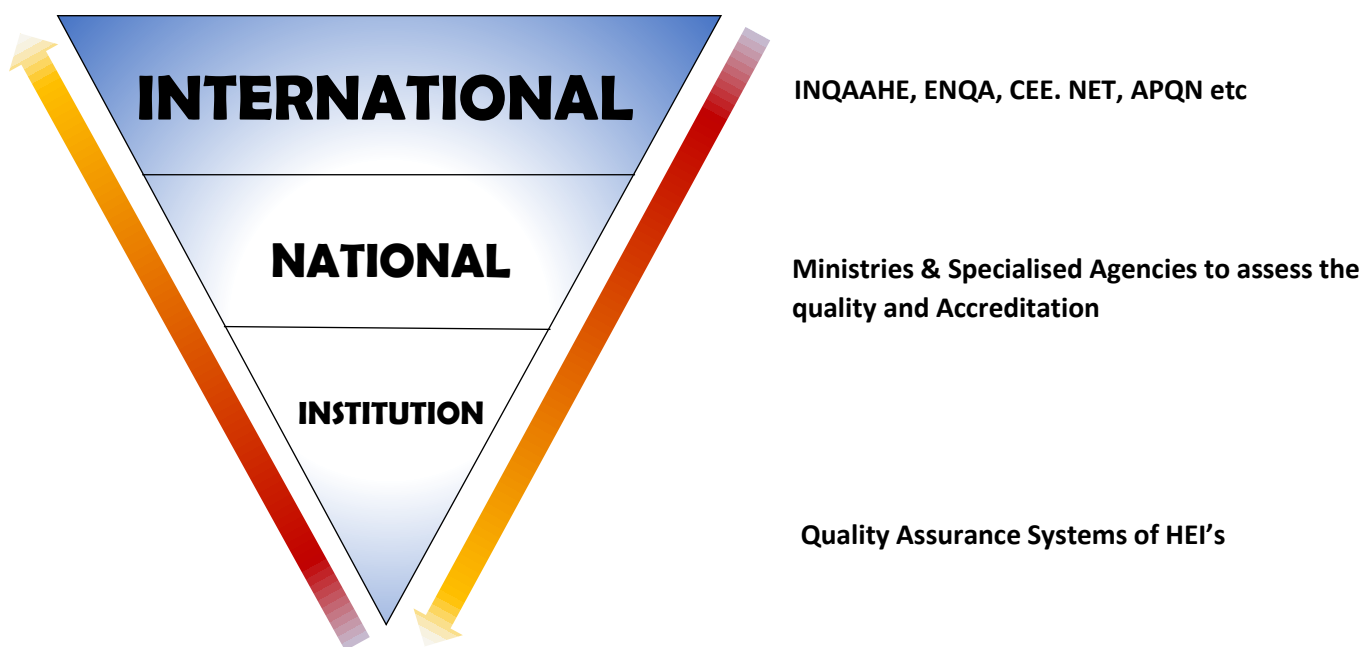 INTERNATIONAL
INQAAHE, ENQA, CEE. NET, APQN etc
NATIONAL
Ministries & Specialised Agencies to assess the
quality and Accreditation
INSTITUTION
Quality Assurance Systems of HEI’s